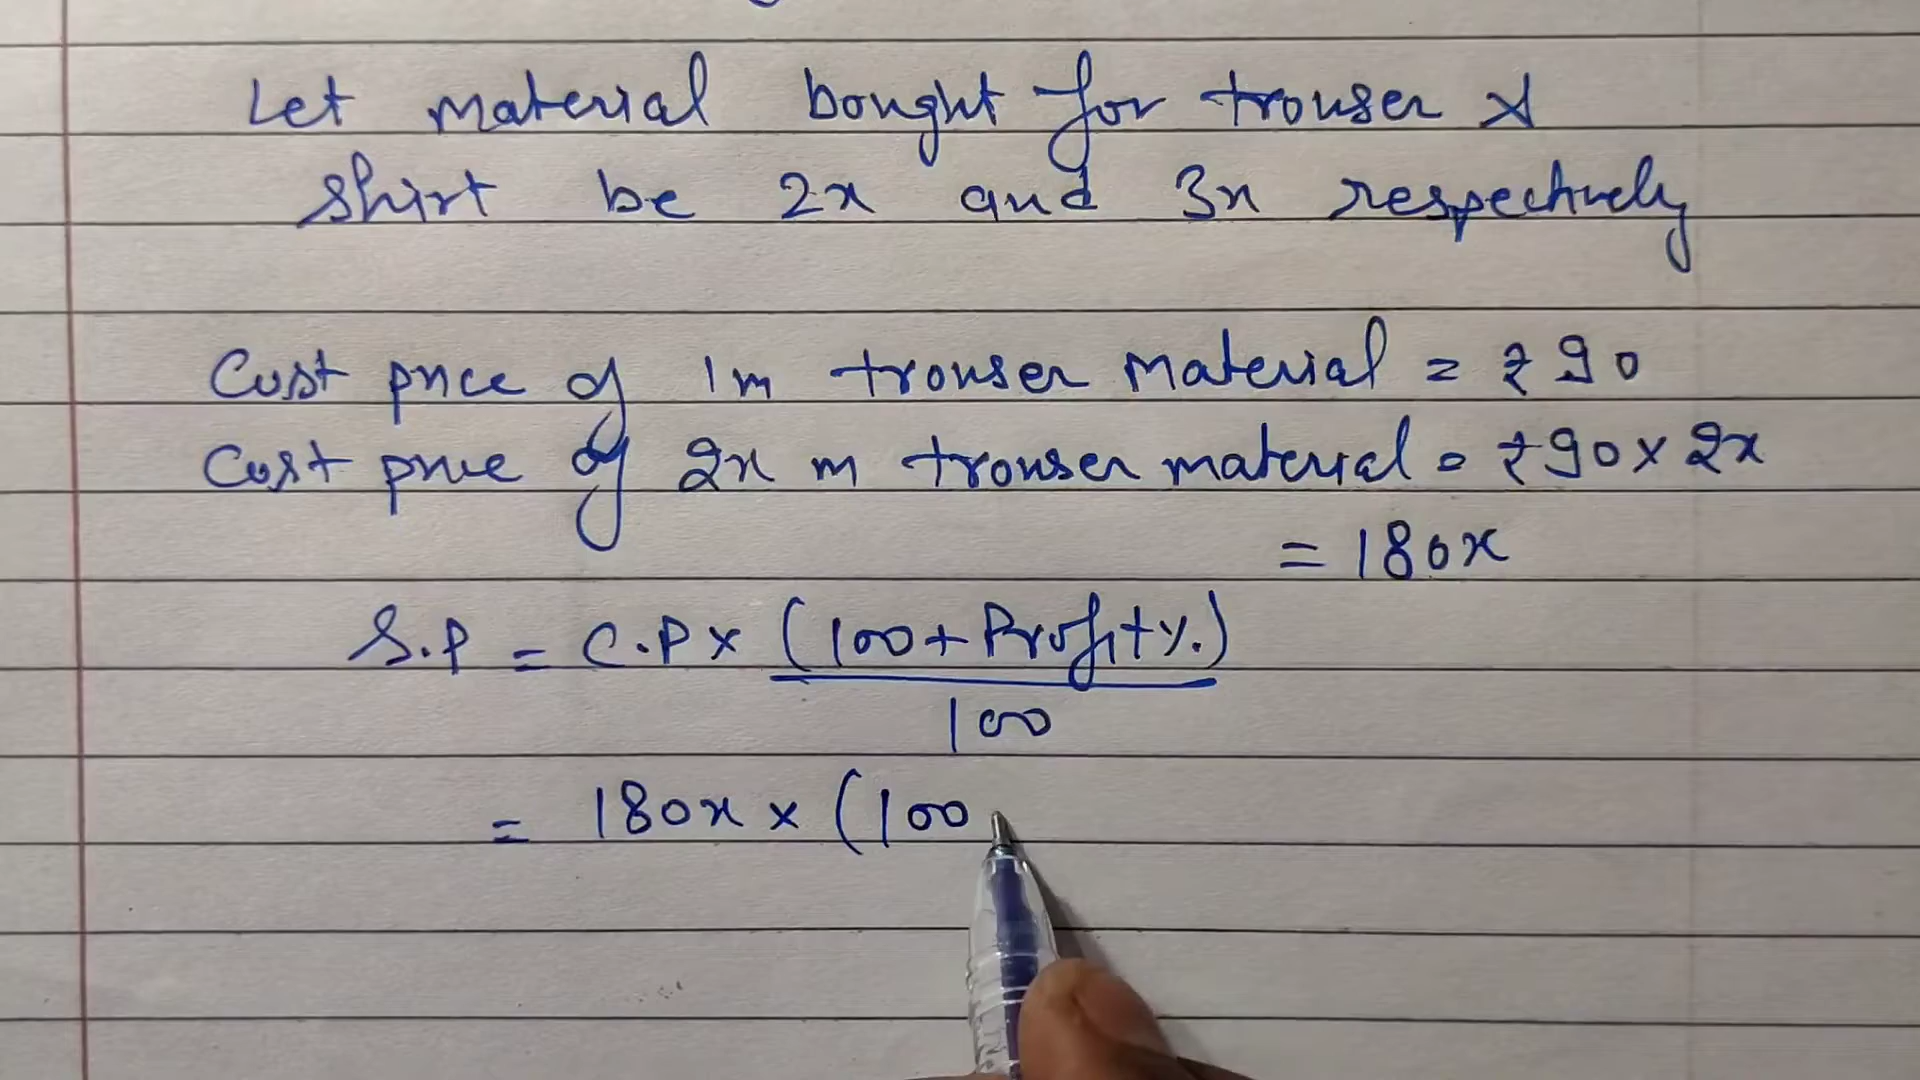 Let material bought for trouser &
shirt be 2x and 3x respectively
Cost price of 1m trouser material = ₹90
Cost price of 2x m trouser material = ₹90 × 2x
= 180x
S.P = C.P × (100 + Profit%.)
100
= 180x × (100